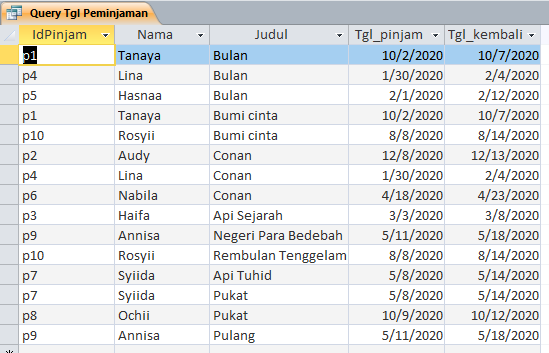 Query Tgl Peminjaman
IdPinjam Nama Judul Tgl_pinjam Tgl_kembali
p1 Tanaya Bulan 10/2/2020 10/7/2020
p4 Lina Bulan 1/30/2020 2/4/2020
p5 Hasnaa Bulan 2/1/2020 2/12/2020
p1 Tanaya Bumi cinta 10/2/2020 10/7/2020
p10 Rosyii Bumi cinta 8/8/2020 8/14/2020
p2 Audy Conan 12/8/2020 12/13/2020
p4 Lina Conan 1/30/2020 2/4/2020
p6 Nabila Conan 4/18/2020 4/23/2020
p3 Haifa Api Sejarah 3/3/2020 3/8/2020
p9 Annisa Negeri Para Bedebah 5/11/2020 5/18/2020
p10 Rosyii Rembulan Tenggelam 8/8/2020 8/14/2020
p7 Syiida Api Tuhid 5/8/2020 5/14/2020
p7 Syiida Pukat 5/8/2020 5/14/2020
p8 Ochii Pukat 10/9/2020 10/12/2020
p9 Annisa Pulang 5/11/2020 5/18/2020